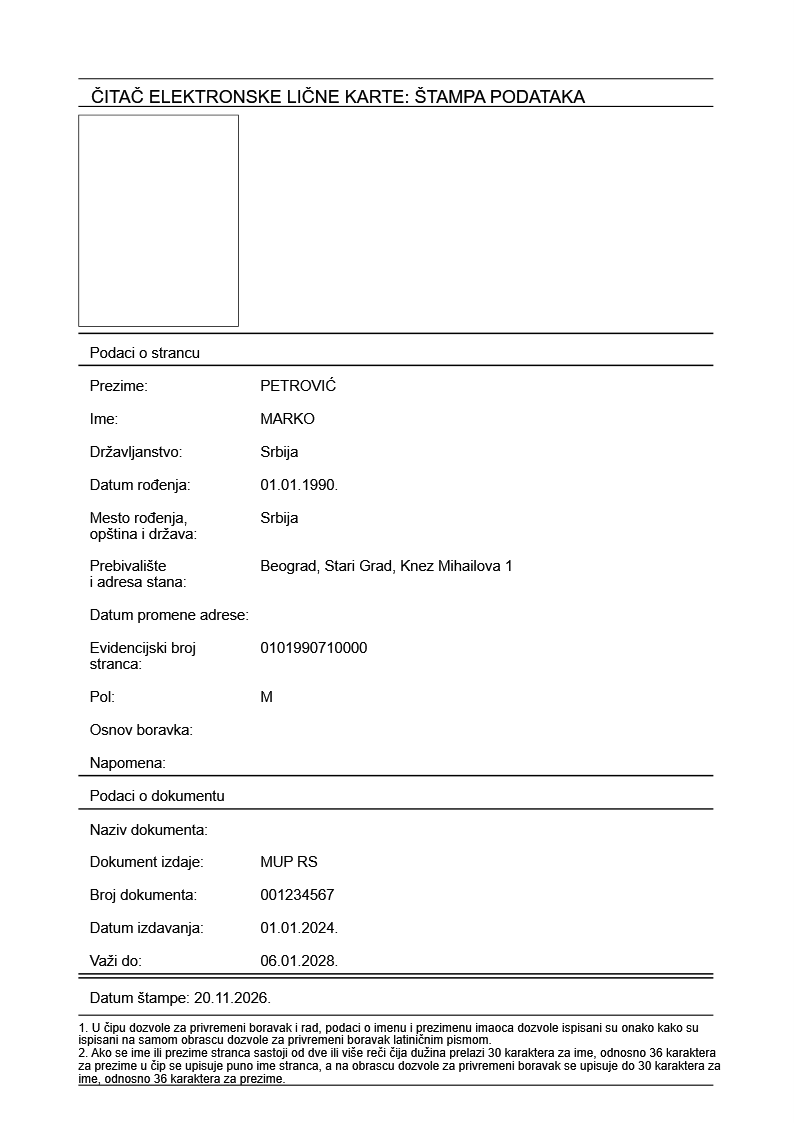 ČITAČ ELEKTRONSKE LIČNE KARTE: ŠTAMPA PODATAKA
Podaci o strancu
Prezime: PETROVIĆ
Ime: MARKO
Državljanstvo: Srbija
Datum rođenja: 01.01.1990.
Mesto rođenja, Srbija
opština i država:
Prebivalište Beograd, Stari Grad, Knez Mihailova 1
i adresa stana:
Datum promene adrese:
Evidencijski broj 0101990710000
stranca:
Pol: M
Osnov boravka:
Napomena:
Podaci o dokumentu
Naziv dokumenta:
Dokument izdaje: MUP RS
Broj dokumenta: 001234567
Datum izdavanja: 01.01.2024.
Važi do: 06.01.2028.
Datum štampe: 20.11.2026.
1. U čipu dozvole za privremeni boravak i rad, podaci o imenu i prezimenu imaoca dozvole ispisani su onako kako su
ispisani na samom obrascu dozvole za privremeni boravak latiničnim pismom.
2. Ako se ime ili prezime stranca sastoji od dve ili više reči čija dužina prelazi 30 karaktera za ime, odnosno 36 karaktera
za prezime u čip se upisuje puno ime stranca, a na obrascu dozvole za privremeni boravak se upisuje do 30 karaktera za
ime, odnosno 36 karaktera za prezime.